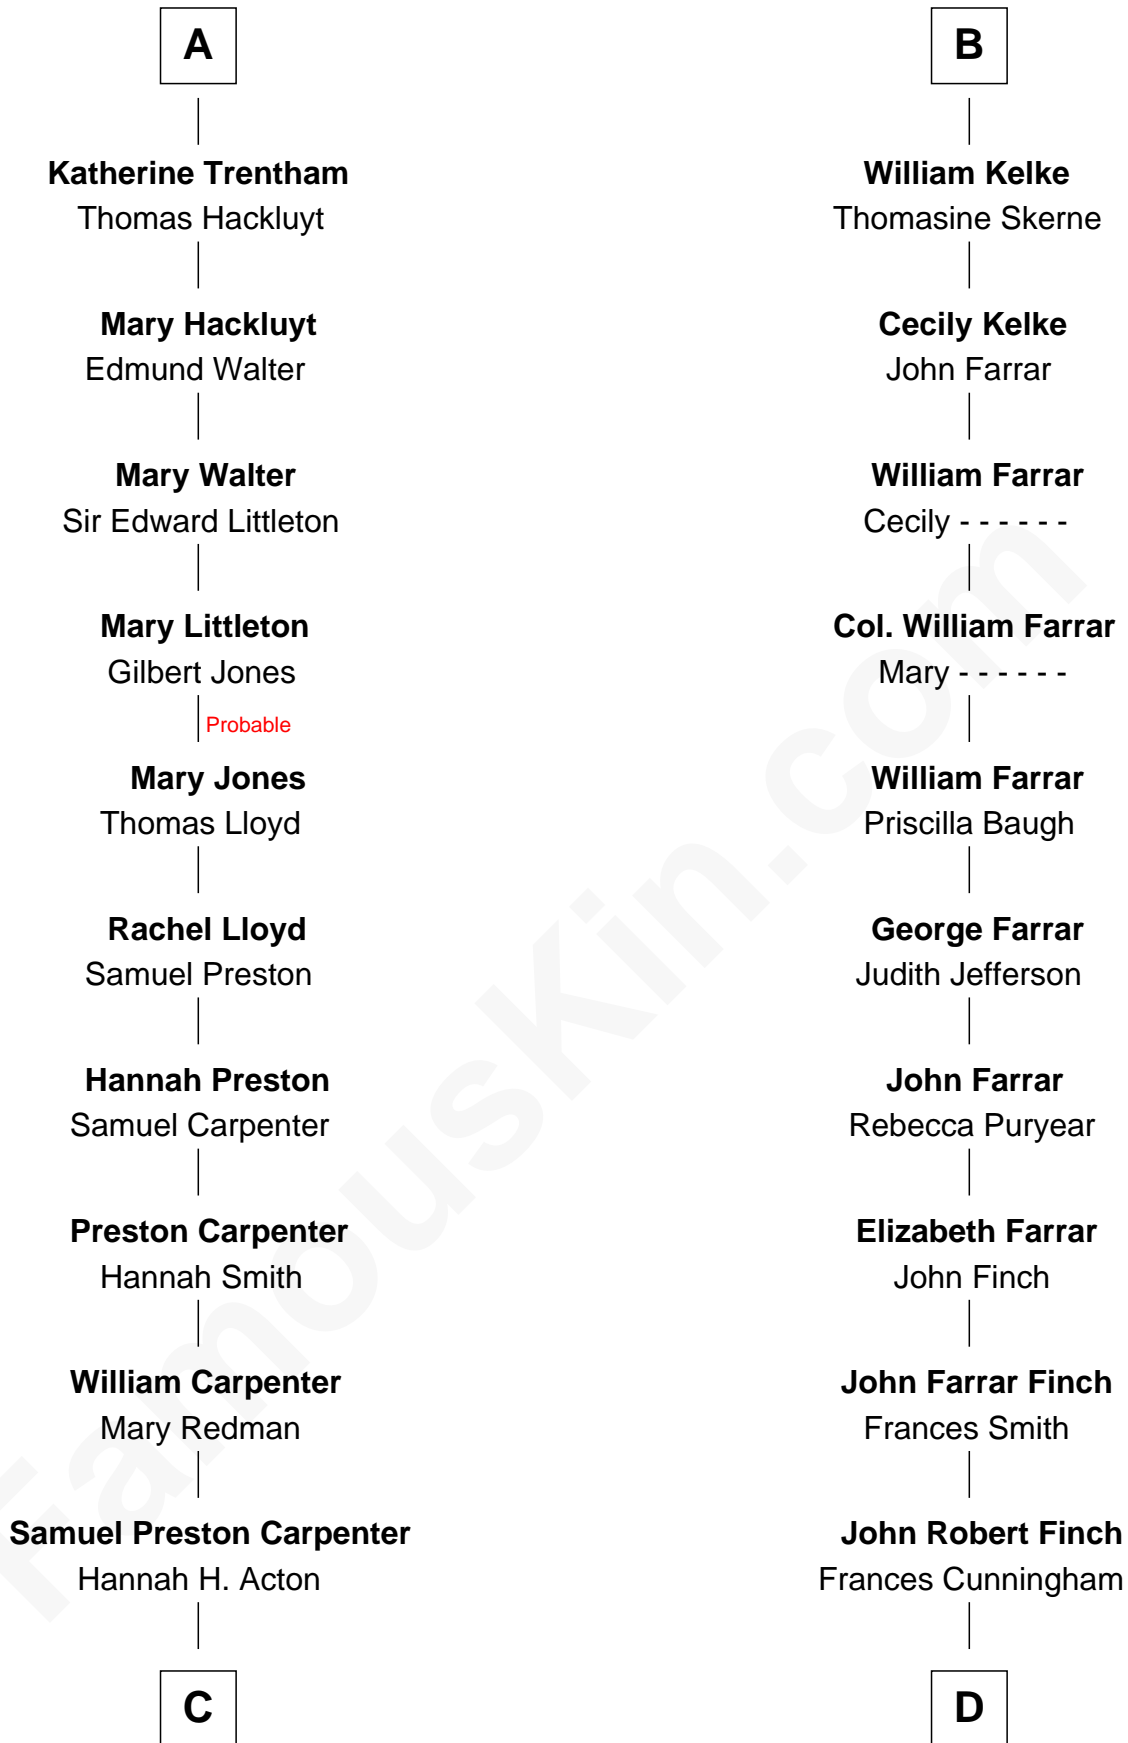 A
Katherine Trentham
Thomas Hackluyt
Mary Hackluyt
Edmund Walter
Mary Walter
Sir Edward Littleton
Mary Littleton
Gilbert Jones
Probable
Mary Jones
Thomas Lloyd
Rachel Lloyd
Samuel Preston
Hannah Preston
Samuel Carpenter
Preston Carpenter
Hannah Smith
William Carpenter
Mary Redman
Samuel Preston Carpenter
Hannah H. Acton
C
B
William Kelke
Thomasine Skerne
Cecily Kelke
John Farrar
William Farrar
Cecily - - - - - -
Col. William Farrar
Mary - - - - - -
William Farrar
Priscilla Baugh
George Farrar
Judith Jefferson
John Farrar
Rebecca Puryear
Elizabeth Farrar
John Finch
John Farrar Finch
Frances Smith
John Robert Finch
Frances Cunningham
D
FamousKin.com